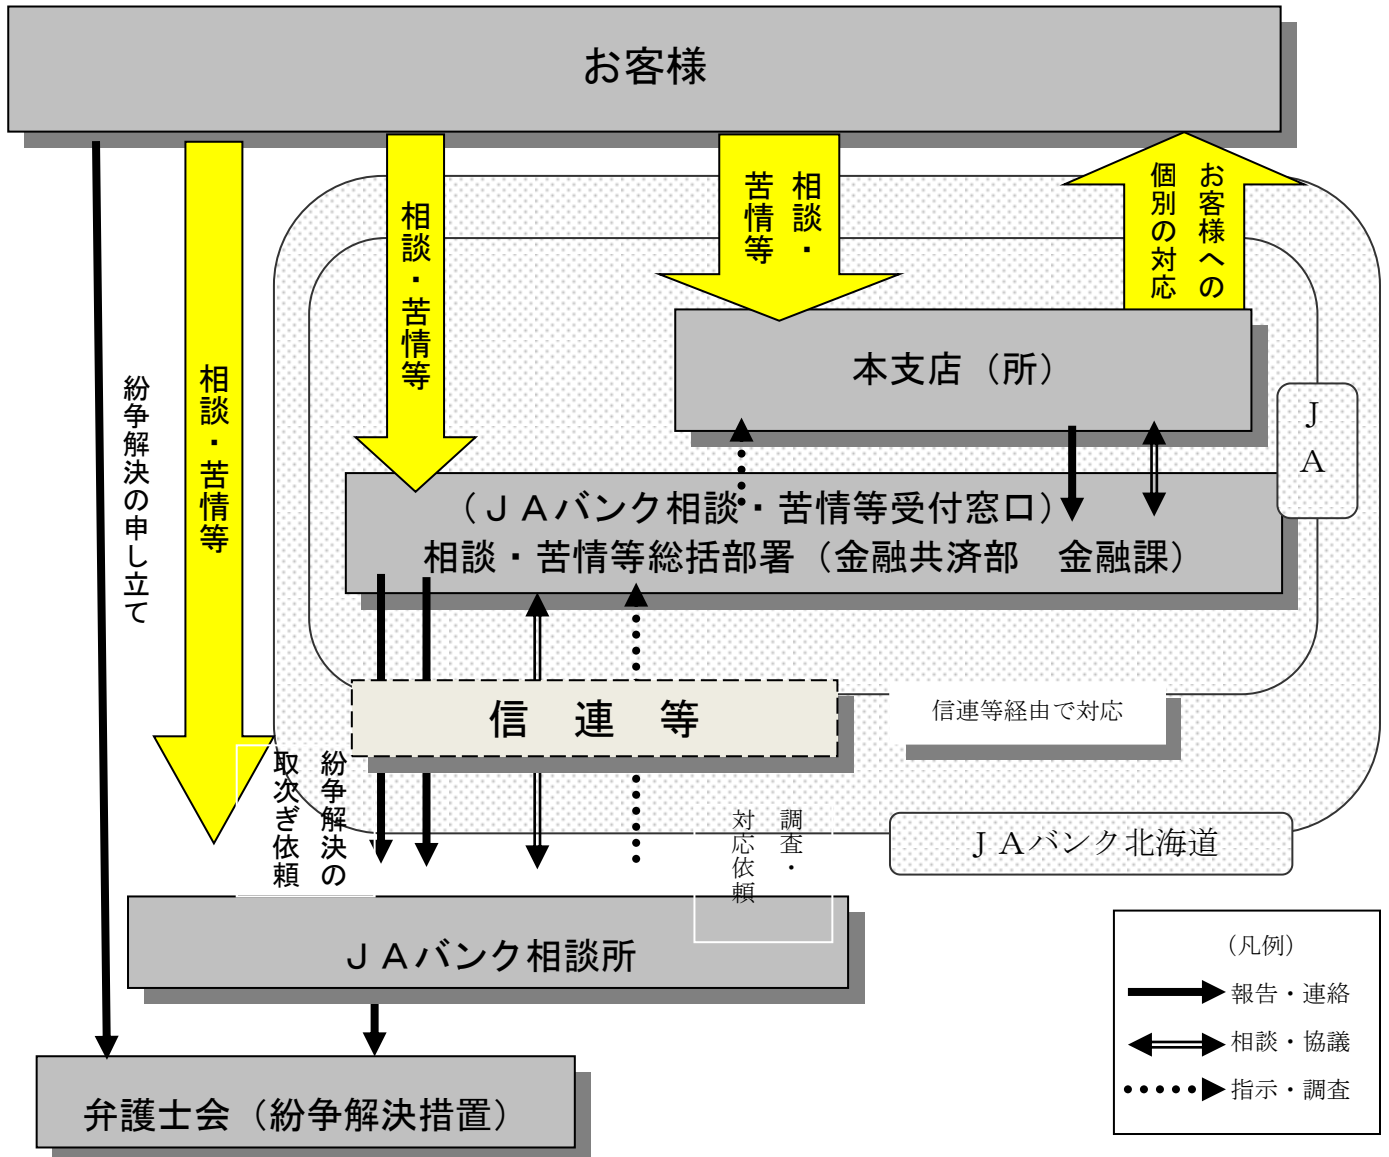 お客様
相談・苦情等
相談・
苦情等
お客様への
個別の対応
相談・苦情等
紛争解決の申し立て
本支店（所）
ＪＡ
（ＪＡバンク相談・苦情等受付窓口）
相談・苦情等総括部署（金融共済部　金融課）
信　連　等
信連等経由で対応
紛争解決の
取次ぎ依頼
調査・
対応依頼
ＪＡバンク北海道
ＪＡバンク相談所
弁護士会（紛争解決措置）
（凡例）
報告・連絡
相談・協議
指示・調査